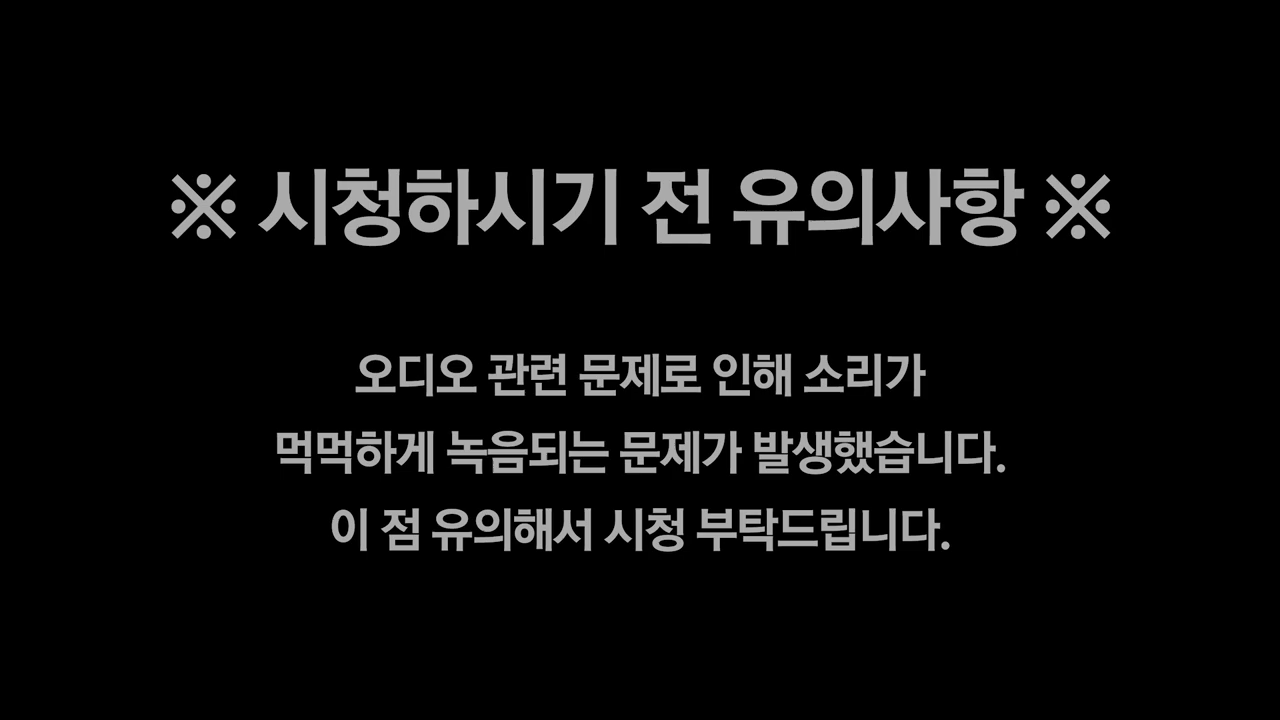 ※ 시청하시기 전 유의사항 ※
오디오 관련 문제로 인해 소리가
먹먹하게 녹음되는 문제가 발생했습니다.
이 점 유의해서 시청 부탁드립니다.